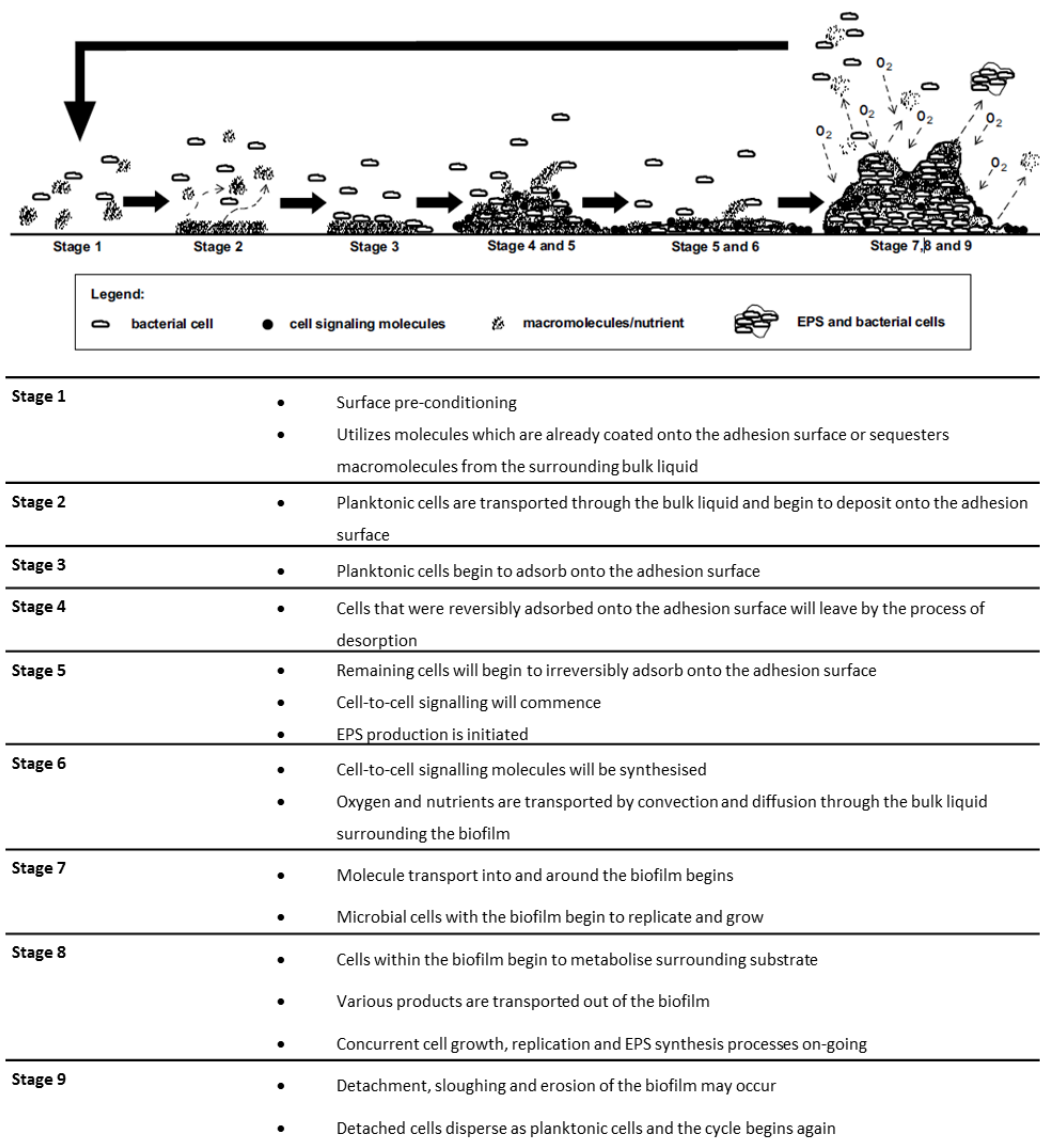 O2
O2
O2
O2
O2
O2
Stage 1
Stage 2
Stage 3
Stage 4 and 5
Stage 5 and 6
Stage 7,8 and 9
Legend:
bacterial cell
cell signaling molecules
macromolecules/nutrient
EPS and bacterial cells
Stage 1
• Surface pre-conditioning
• Utilizes molecules which are already coated onto the adhesion surface or sequesters
macromolecules from the surrounding bulk liquid
Stage 2
• Planktonic cells are transported through the bulk liquid and begin to deposit onto the adhesion
surface
Stage 3
• Planktonic cells begin to adsorb onto the adhesion surface
Stage 4
• Cells that were reversibly adsorbed onto the adhesion surface will leave by the process of
desorption
Stage 5
• Remaining cells will begin to irreversibly adsorb onto the adhesion surface
• Cell-to-cell signalling will commence
• EPS production is initiated
Stage 6
• Cell-to-cell signalling molecules will be synthesised
• Oxygen and nutrients are transported by convection and diffusion through the bulk liquid
surrounding the biofilm
Stage 7
• Molecule transport into and around the biofilm begins
• Microbial cells with the biofilm begin to replicate and grow
Stage 8
• Cells within the biofilm begin to metabolise surrounding substrate
• Various products are transported out of the biofilm
• Concurrent cell growth, replication and EPS synthesis processes on-going
Stage 9
• Detachment, sloughing and erosion of the biofilm may occur
• Detached cells disperse as planktonic cells and the cycle begins again